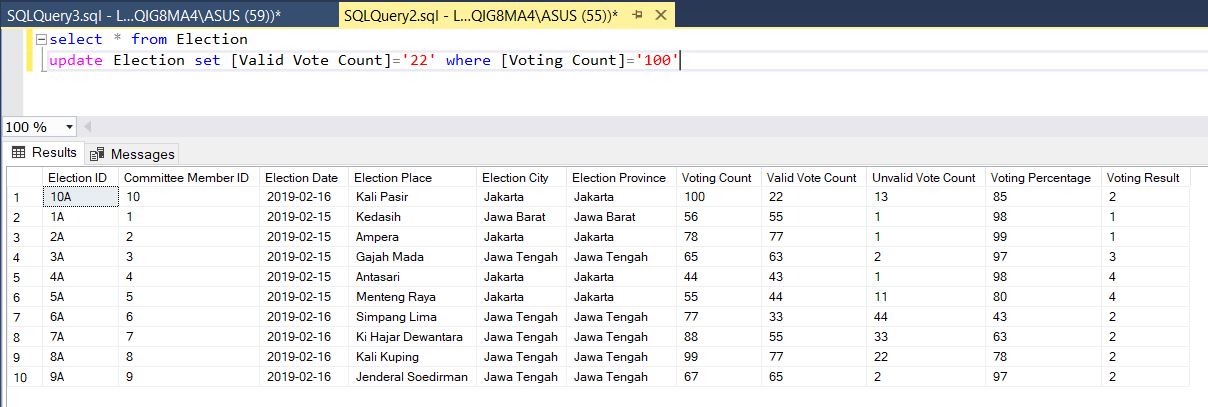 SQLQuery3.sql - L...QIG8MA4\ASUS (59))* SQLQuery2.sql - L...QIG8MA4\ASUS (55))*
select * from Election
update Election set [Valid Vote Count]='22' where [Voting Count]='100'
100 %
Results Messages
Election ID Committee Member ID Election Date Election Place Election City Election Province Voting Count Valid Vote Count Unvalid Vote Count Voting Percentage Voting Result
1 10A 10 2019-02-16 Kali Pasir Jakarta Jakarta 100 22 13 85 2
2 1A 1 2019-02-15 Kedasih Jawa Barat Jawa Barat 56 55 1 98 1
3 2A 2 2019-02-15 Ampera Jakarta Jakarta 78 77 1 99 1
4 3A 3 2019-02-15 Gajah Mada Jawa Tengah Jawa Tengah 65 63 2 97 3
5 4A 4 2019-02-15 Antasari Jakarta Jakarta 44 43 1 98 4
6 5A 5 2019-02-15 Menteng Raya Jakarta Jakarta 55 44 11 80 4
7 6A 6 2019-02-16 Simpang Lima Jawa Tengah Jawa Tengah 77 33 44 43 2
8 7A 7 2019-02-16 Ki Hajar Dewantara Jawa Tengah Jawa Tengah 88 55 33 63 2
9 8A 8 2019-02-16 Kali Kuping Jawa Tengah Jawa Tengah 99 77 22 78 2
10 9A 9 2019-02-16 Jenderal Soedirman Jawa Tengah Jawa Tengah 67 65 2 97 2